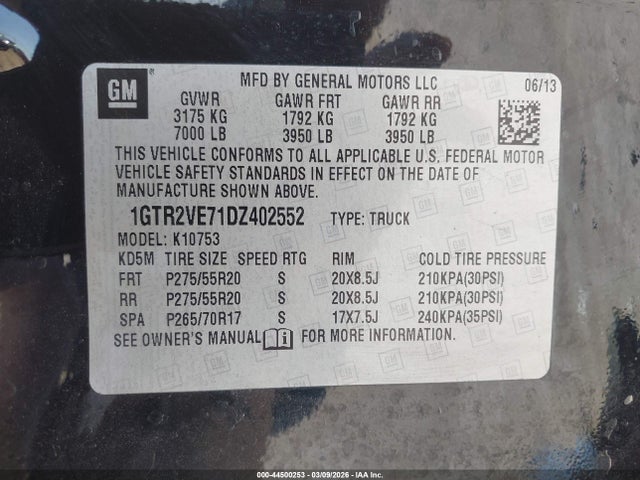 GM
MFD BY GENERAL MOTORS LLC 06/13
GVWR GAWR FRT GAWR RR
3175 KG 1792 KG 1792 KG
7000 LB 3950 LB 3950 LB
THIS VEHICLE CONFORMS TO ALL APPLICABLE U.S. FEDERAL MOTOR
VEHICLE SAFETY STANDARDS IN EFFECT ON THE DATE OF
MANUFACTURE SHOWN ABOVE.
1GTR2VE71DZ402552 TYPE: TRUCK
MODEL: K10753
KD5M TIRE SIZE SPEED RTG RIM COLD TIRE PRESSURE
FRT P275/55R20 S 20X8.5J 210KPA(30PSI)
RR P275/55R20 S 20X8.5J 210KPA(30PSI)
SPA P265/70R17 S 17X7.5J 240KPA(35PSI)
SEE OWNER'S MANUAL FOR MORE INFORMATION.
000-44500253 | 03/09/2026 | IAA Inc.